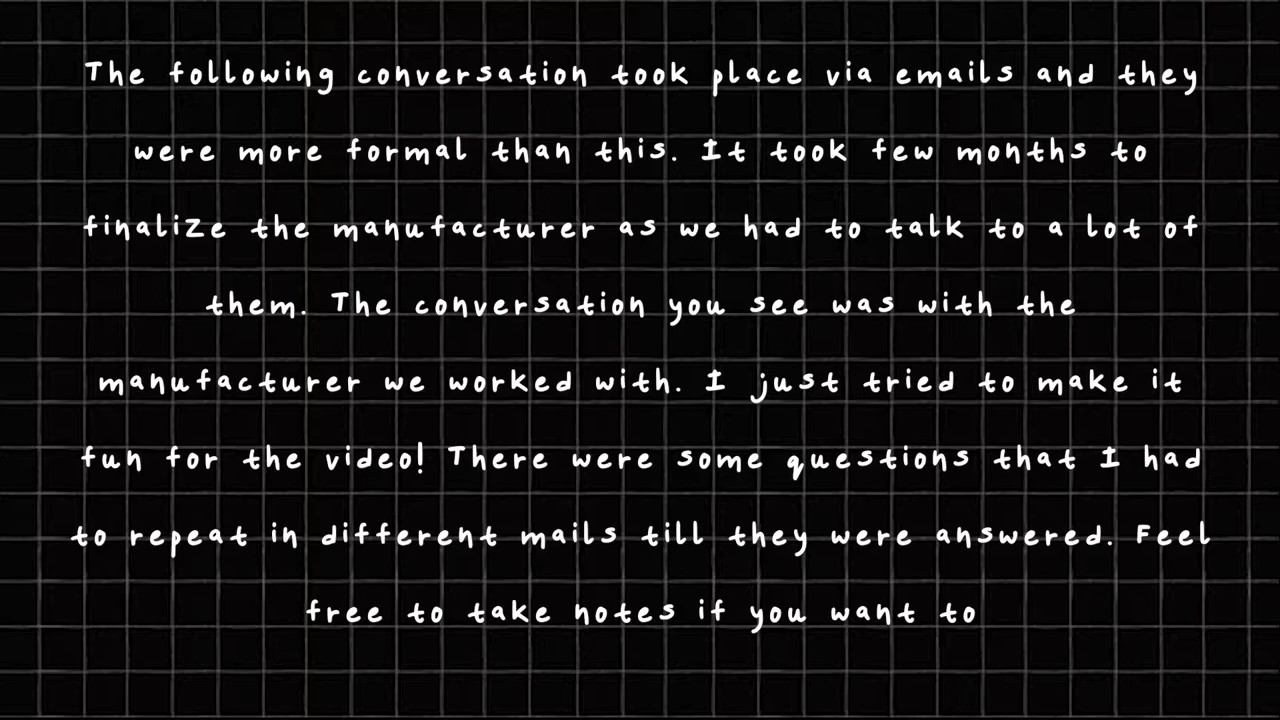 The following conversation took place via emails and they
were more formal than this. It took few months to
finalize the manufacturer as we had to talk to a lot of
them. The conversation you see was with the
manufacturer we worked with. I just tried to make it
fun for the video! There were some questions that I had
to repeat in different mails till they were answered. Feel
free to take notes if you want to